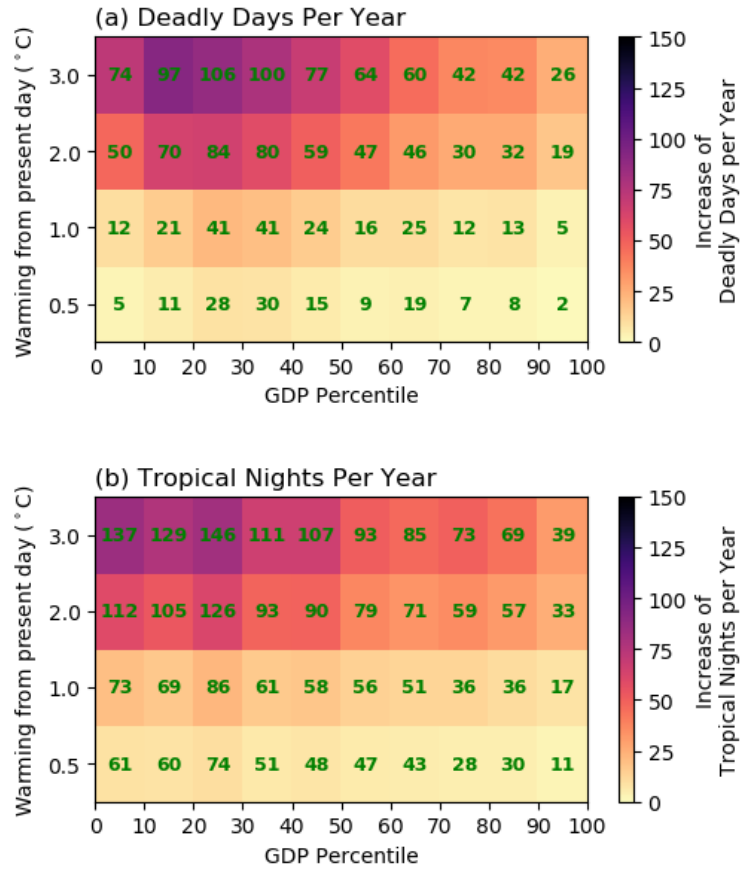 (a) Deadly Days Per Year
Warming from present day (˚C)
3.0 74 97 106 100 77 64 60 42 42 26
2.0 50 70 84 80 59 47 46 30 32 19
1.0 12 21 41 41 24 16 25 12 13 5
0.5 5 11 28 30 15 9 19 7 8 2
0 10 20 30 40 50 60 70 80 90 100
GDP Percentile
150
125
100
75
50
25
0
Increase of
Deadly Days per Year
(b) Tropical Nights Per Year
Warming from present day (˚C)
3.0 137 129 146 111 107 93 85 73 69 39
2.0 112 105 126 93 90 79 71 59 57 33
1.0 73 69 86 61 58 56 51 36 36 17
0.5 61 60 74 51 48 47 43 28 30 11
0 10 20 30 40 50 60 70 80 90 100
GDP Percentile
150
125
100
75
50
25
0
Increase of
Tropical Nights per Year